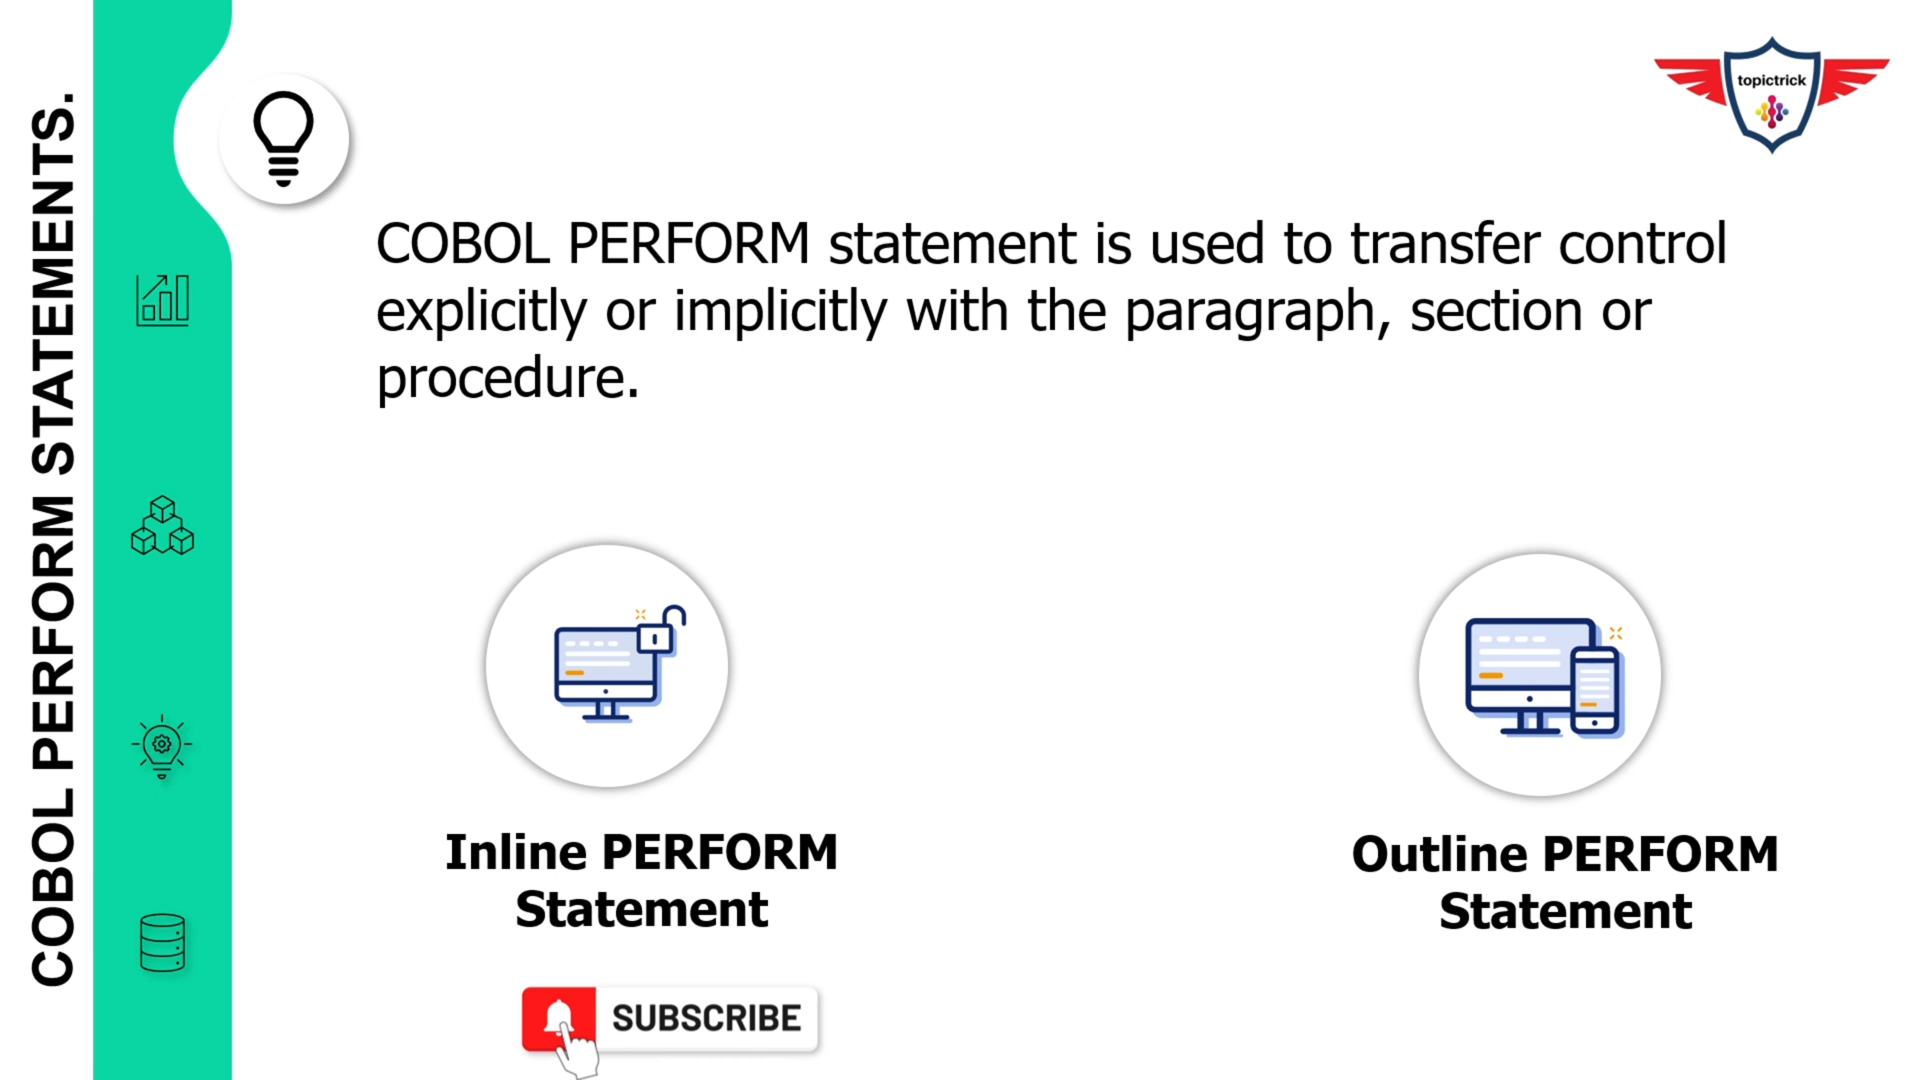 COBOL PERFORM STATEMENTS.
topictrick
COBOL PERFORM statement is used to transfer control
explicitly or implicitly with the paragraph, section or
procedure.
Inline PERFORM
Statement
Outline PERFORM
Statement
SUBSCRIBE